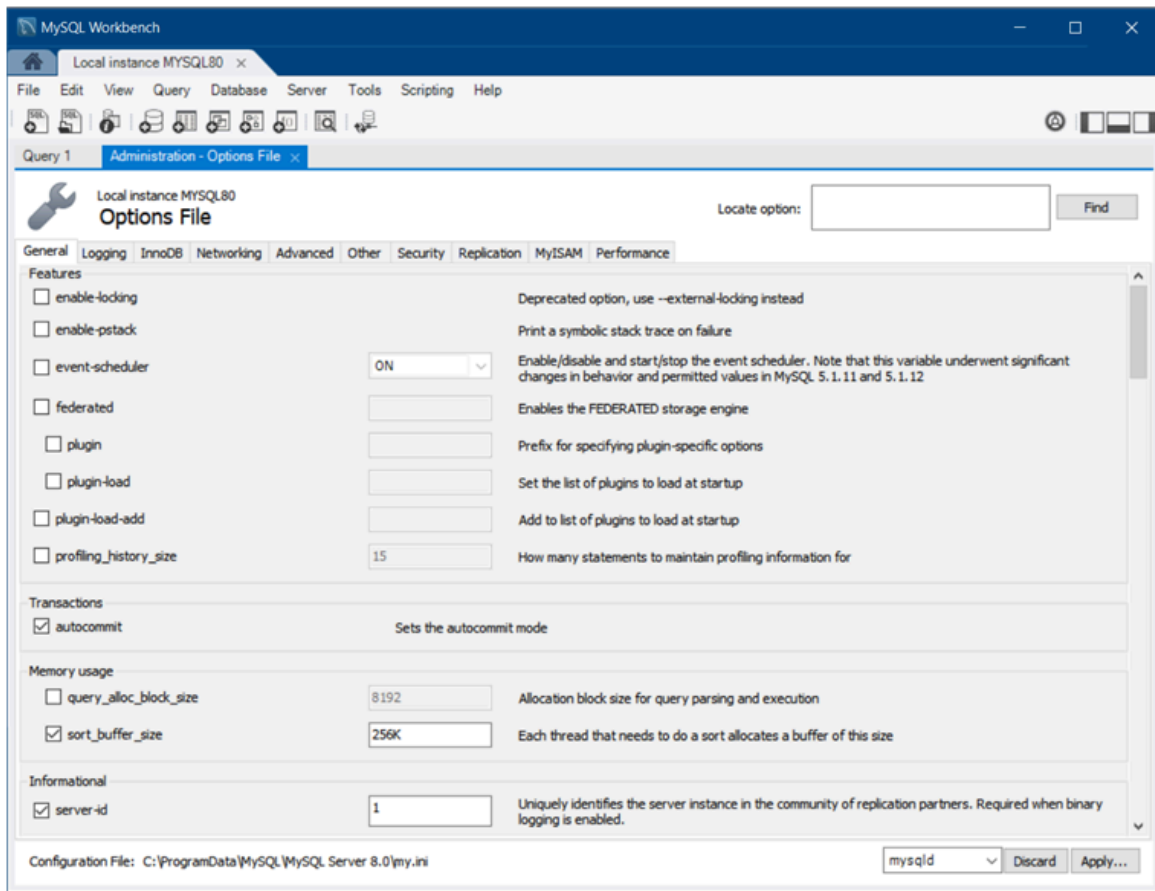 MySQL Workbench
Local instance MYSQL80
File Edit View Query Database Server Tools Scripting Help
Query 1
Administration - Options File
Local instance MYSQL80
Options File
Locate option:
Find
General Logging InnoDB Networking Advanced Other Security Replication MyISAM Performance
Features
enable-locking Deprecated option, use --external-locking instead
enable-pstack Print a symbolic stack trace on failure
event-scheduler ON Enable/disable and start/stop the event scheduler. Note that this variable underwent significant
changes in behavior and permitted values in MySQL 5.1.11 and 5.1.12
federated Enables the FEDERATED storage engine
plugin Prefix for specifying plugin-specific options
plugin-load Set the list of plugins to load at startup
plugin-load-add Add to list of plugins to load at startup
profiling_history_size 15 How many statements to maintain profiling information for
Transactions
autocommit Sets the autocommit mode
Memory usage
query_alloc_block_size 8192 Allocation block size for query parsing and execution
sort_buffer_size 256K Each thread that needs to do a sort allocates a buffer of this size
Informational
server-id 1 Uniquely identifies the server instance in the community of replication partners. Required when binary
logging is enabled.
Configuration File: C:\ProgramData\MySQL\MySQL Server 8.0\my.ini mysqld Discard Apply...